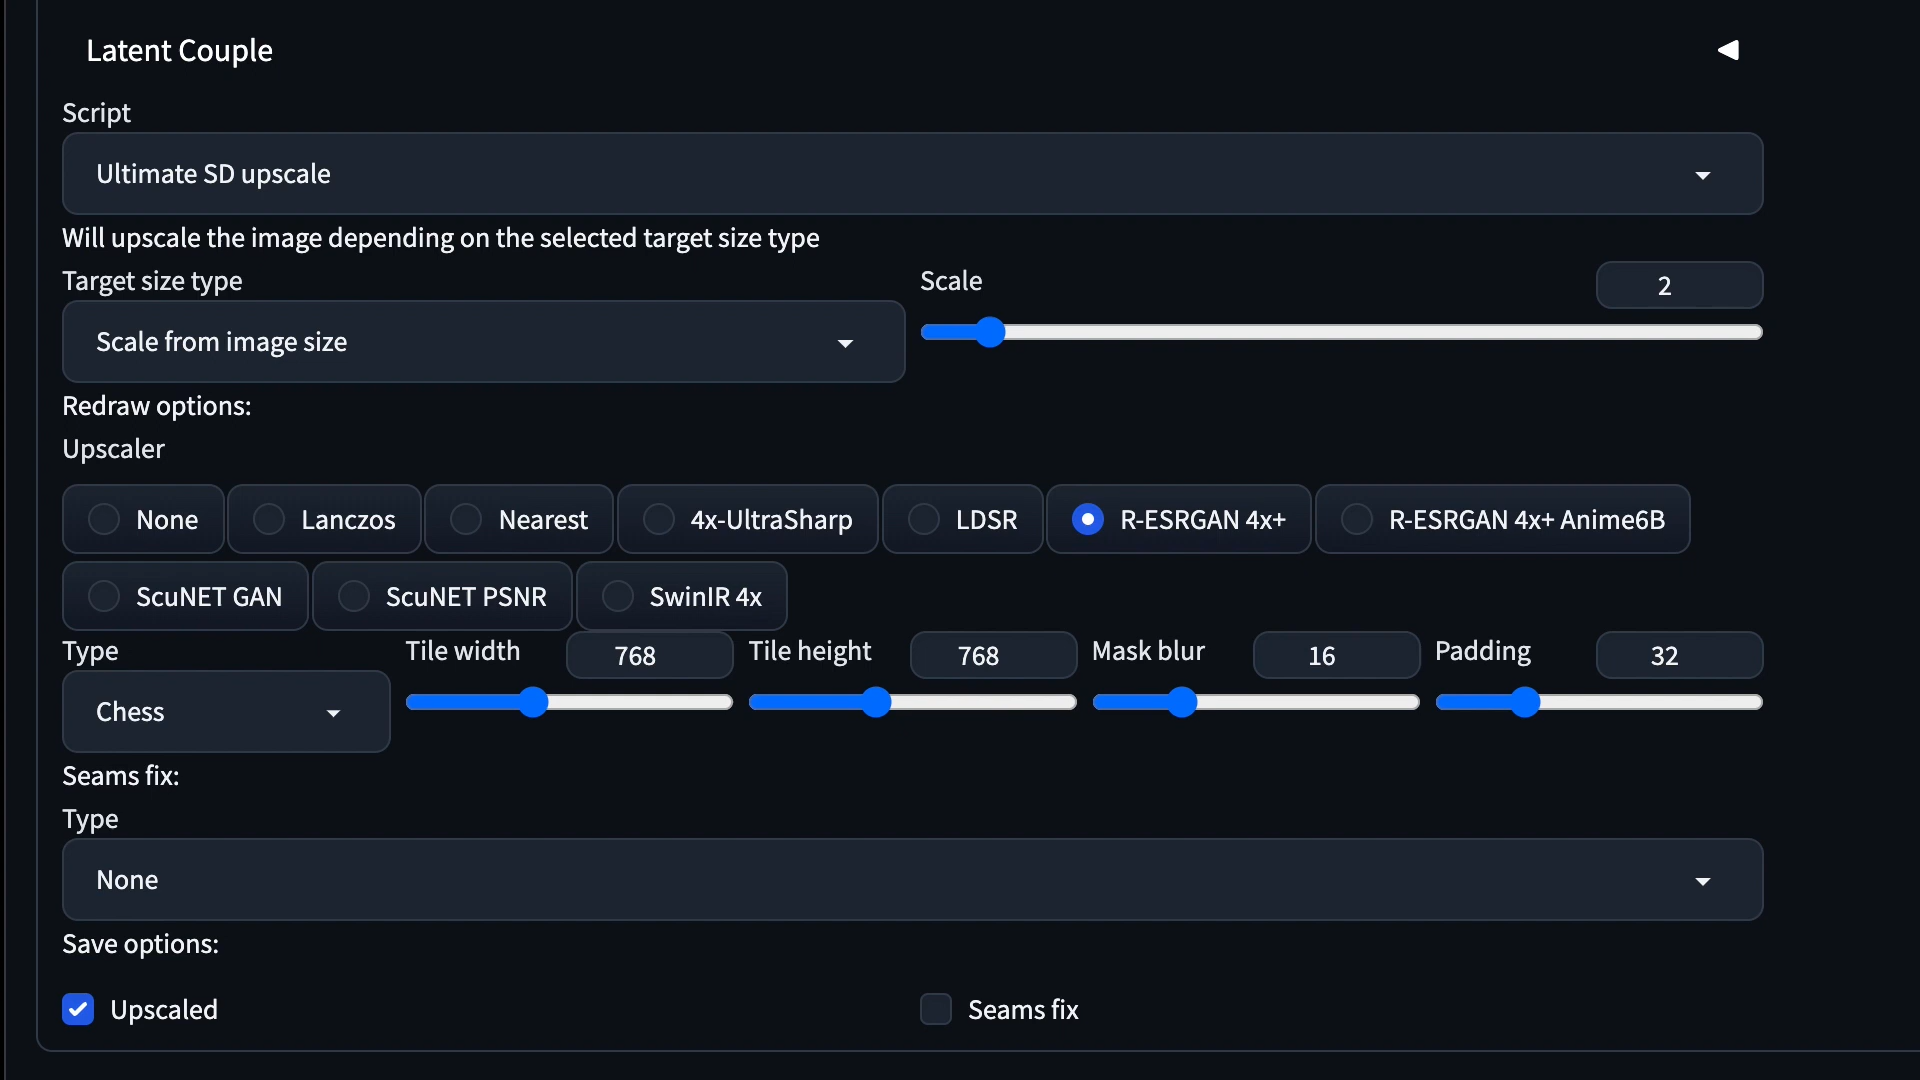 Latent Couple
Script
Ultimate SD upscale
Will upscale the image depending on the selected target size type
Target size type
Scale
2
Scale from image size
Redraw options:
Upscaler
None Lanczos Nearest 4x-UltraSharp LDSR R-ESRGAN 4x+ R-ESRGAN 4x+ Anime6B
ScuNET GAN ScuNET PSNR SwinIR 4x
Type Tile width 768 Tile height 768 Mask blur 16 Padding 32
Chess
Seams fix:
Type
None
Save options:
Upscaled Seams fix